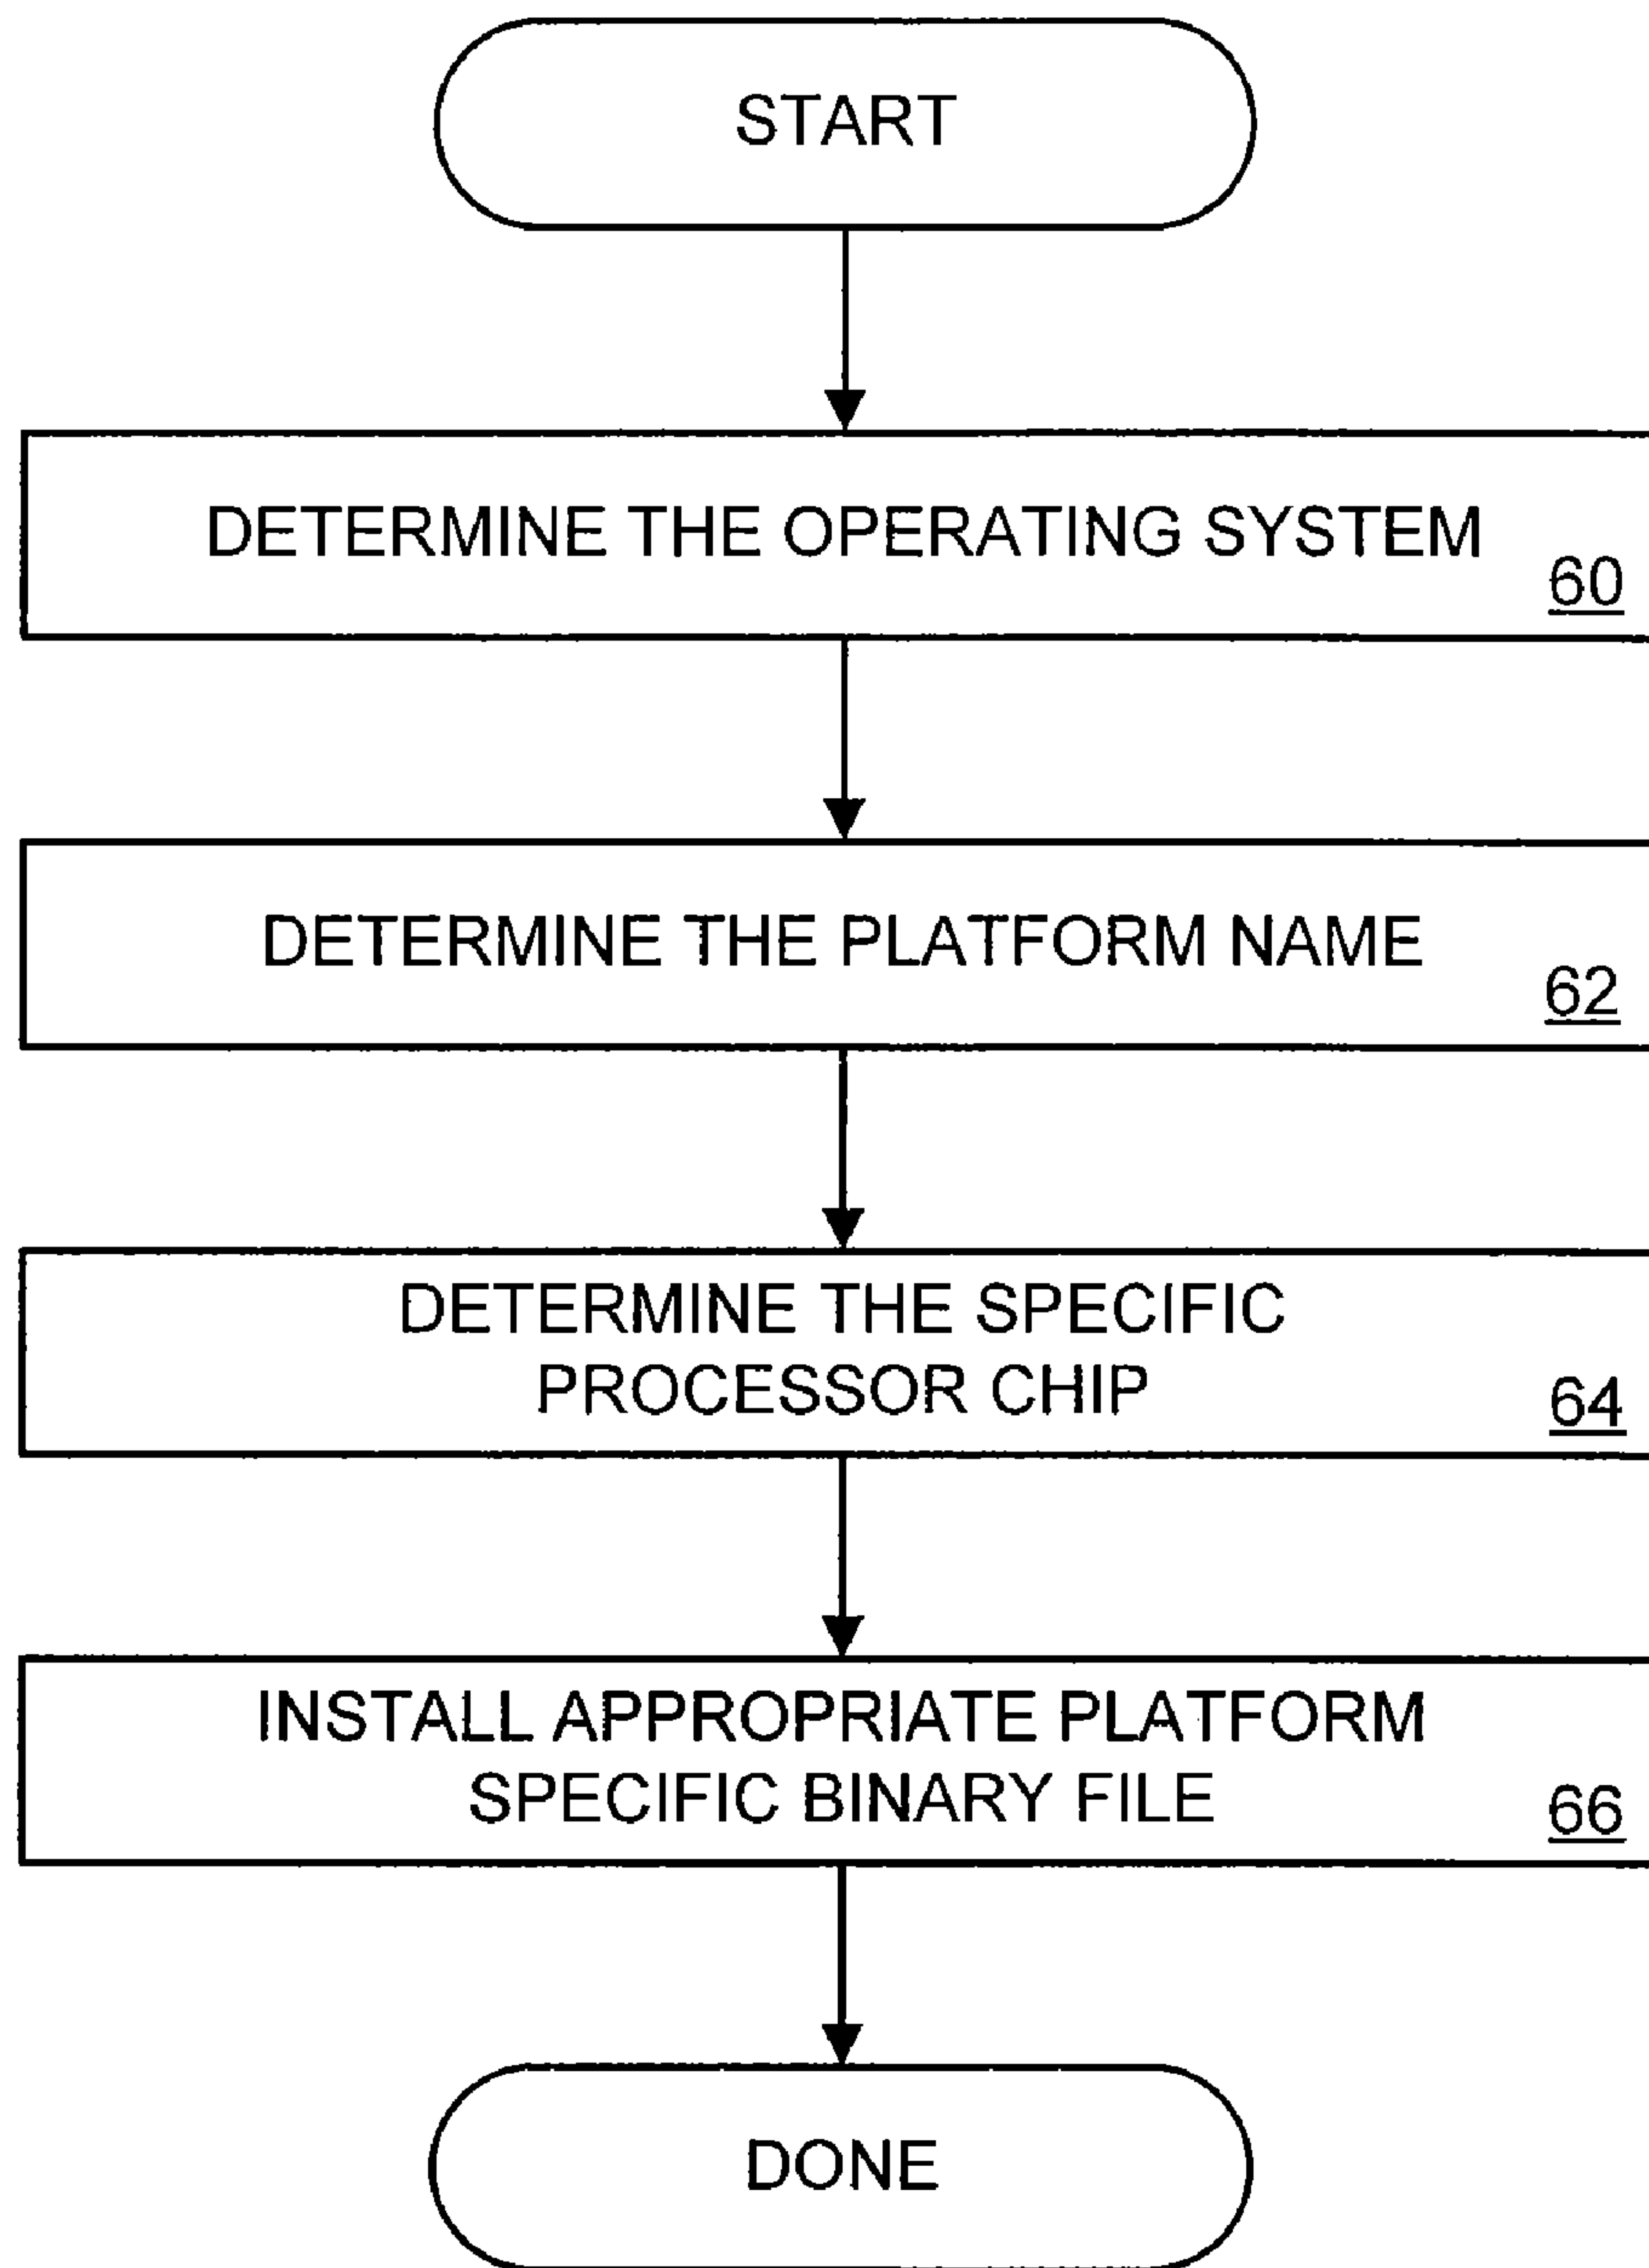 START
DETERMINE THE OPERATING SYSTEM
60
DETERMINE THE PLATFORM NAME
62
DETERMINE THE SPECIFIC
PROCESSOR CHIP
64
INSTALL APPROPRIATE PLATFORM
SPECIFIC BINARY FILE
66
DONE